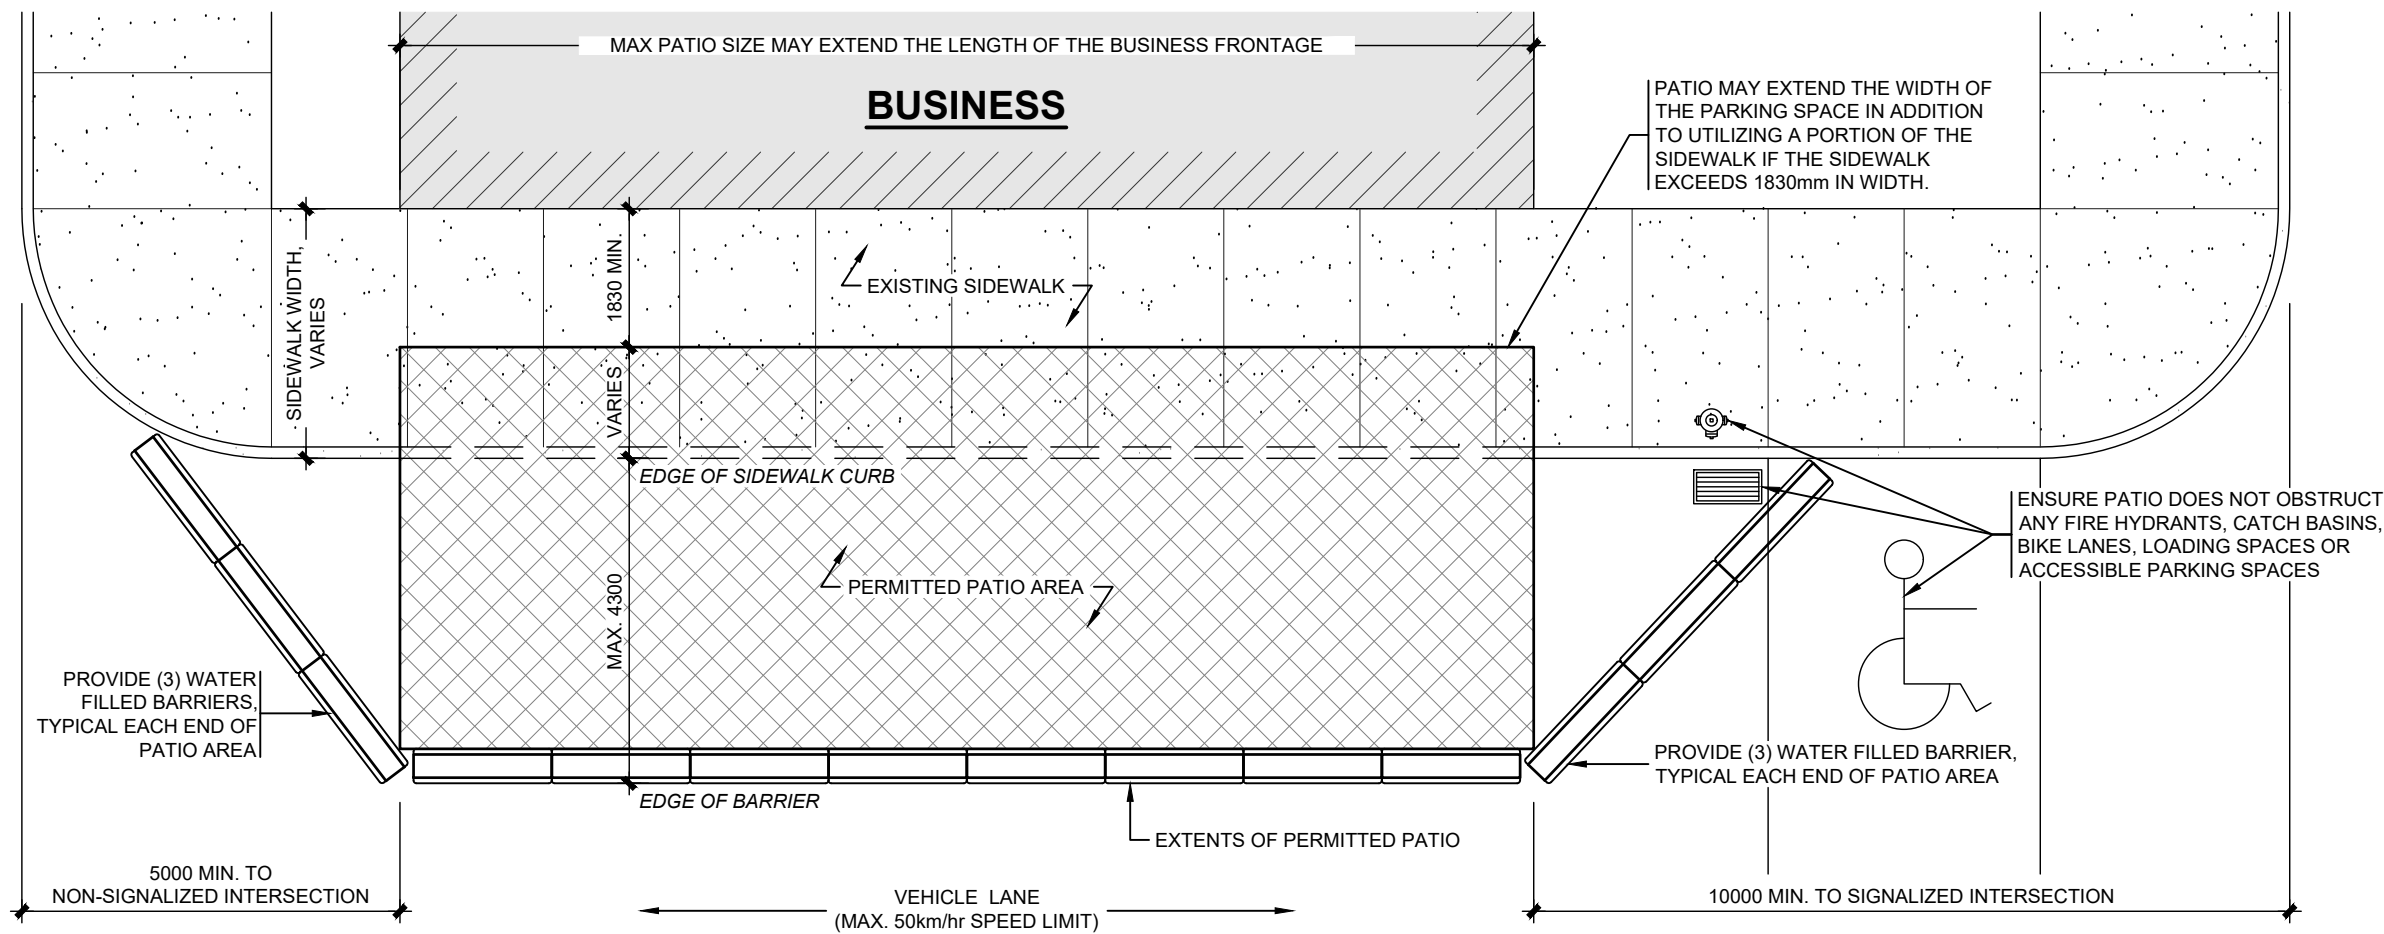 MAX PATIO SIZE MAY EXTEND THE LENGTH OF THE BUSINESS FRONTAGE
BUSINESS
PATIO MAY EXTEND THE WIDTH OF
THE PARKING SPACE IN ADDITION
TO UTILIZING A PORTION OF THE
SIDEWALK IF THE SIDEWALK
EXCEEDS 1830mm IN WIDTH.
SIDEWALK WIDTH,
VARIES
1830 MIN.
EXISTING SIDEWALK
VARIES
EDGE OF SIDEWALK CURB
ENSURE PATIO DOES NOT OBSTRUCT
ANY FIRE HYDRANTS, CATCH BASINS,
BIKE LANES, LOADING SPACES OR
ACCESSIBLE PARKING SPACES
MAX. 4300
PERMITTED PATIO AREA
PROVIDE (3) WATER
FILLED BARRIERS,
TYPICAL EACH END OF
PATIO AREA
PROVIDE (3) WATER FILLED BARRIER,
TYPICAL EACH END OF PATIO AREA
EDGE OF BARRIER
EXTENTS OF PERMITTED PATIO
5000 MIN. TO
NON-SIGNALIZED INTERSECTION
VEHICLE LANE
(MAX. 50km/hr SPEED LIMIT)
10000 MIN. TO SIGNALIZED INTERSECTION